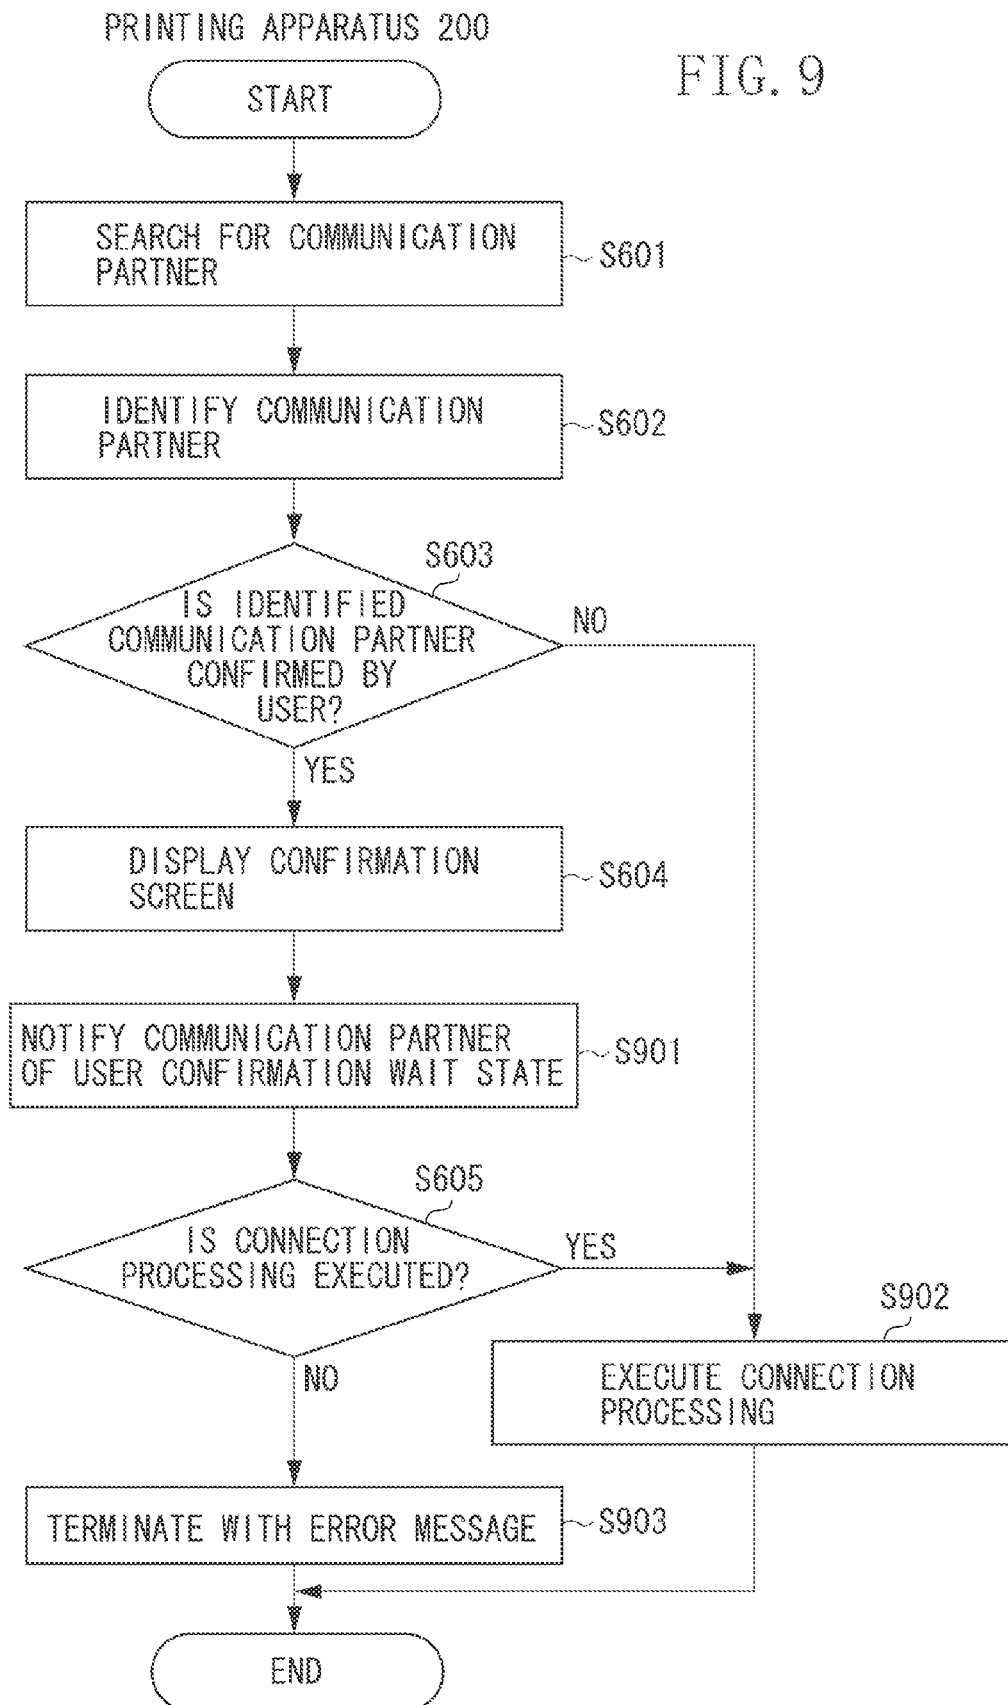 PRINTING APPARATUS 200
FIG. 9
START
SEARCH FOR COMMUNICATION
PARTNER
S601
IDENTIFY COMMUNICATION
PARTNER
S602
S603
IS IDENTIFIED
COMMUNICATION PARTNER
CONFIRMED BY
USER?
NO
YES
DISPLAY CONFIRMATION
SCREEN
S604
NOTIFY COMMUNICATION PARTNER
OF USER CONFIRMATION WAIT STATE
S901
S605
IS CONNECTION
PROCESSING EXECUTED?
YES
NO
S902
EXECUTE CONNECTION
PROCESSING
TERMINATE WITH ERROR MESSAGE
S903
END